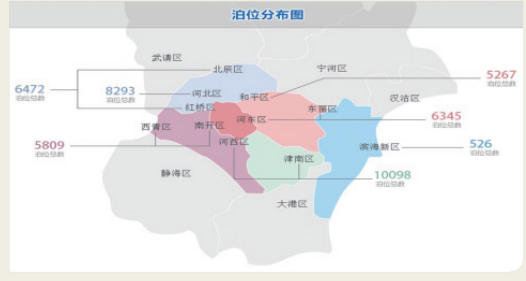 泊位分布图
武请区
宁河区
北辰区
5267
泊位总数
6472
泊位总数
8293
泊位总数
河北区
和平区
汉沽区
红桥区
东丽区
6345
泊位总数
西青区
南开区
河东区
5809
泊位总数
河西区
滨海新区
526
泊位总数
津南区
静海区
10098
泊位总数
大港区